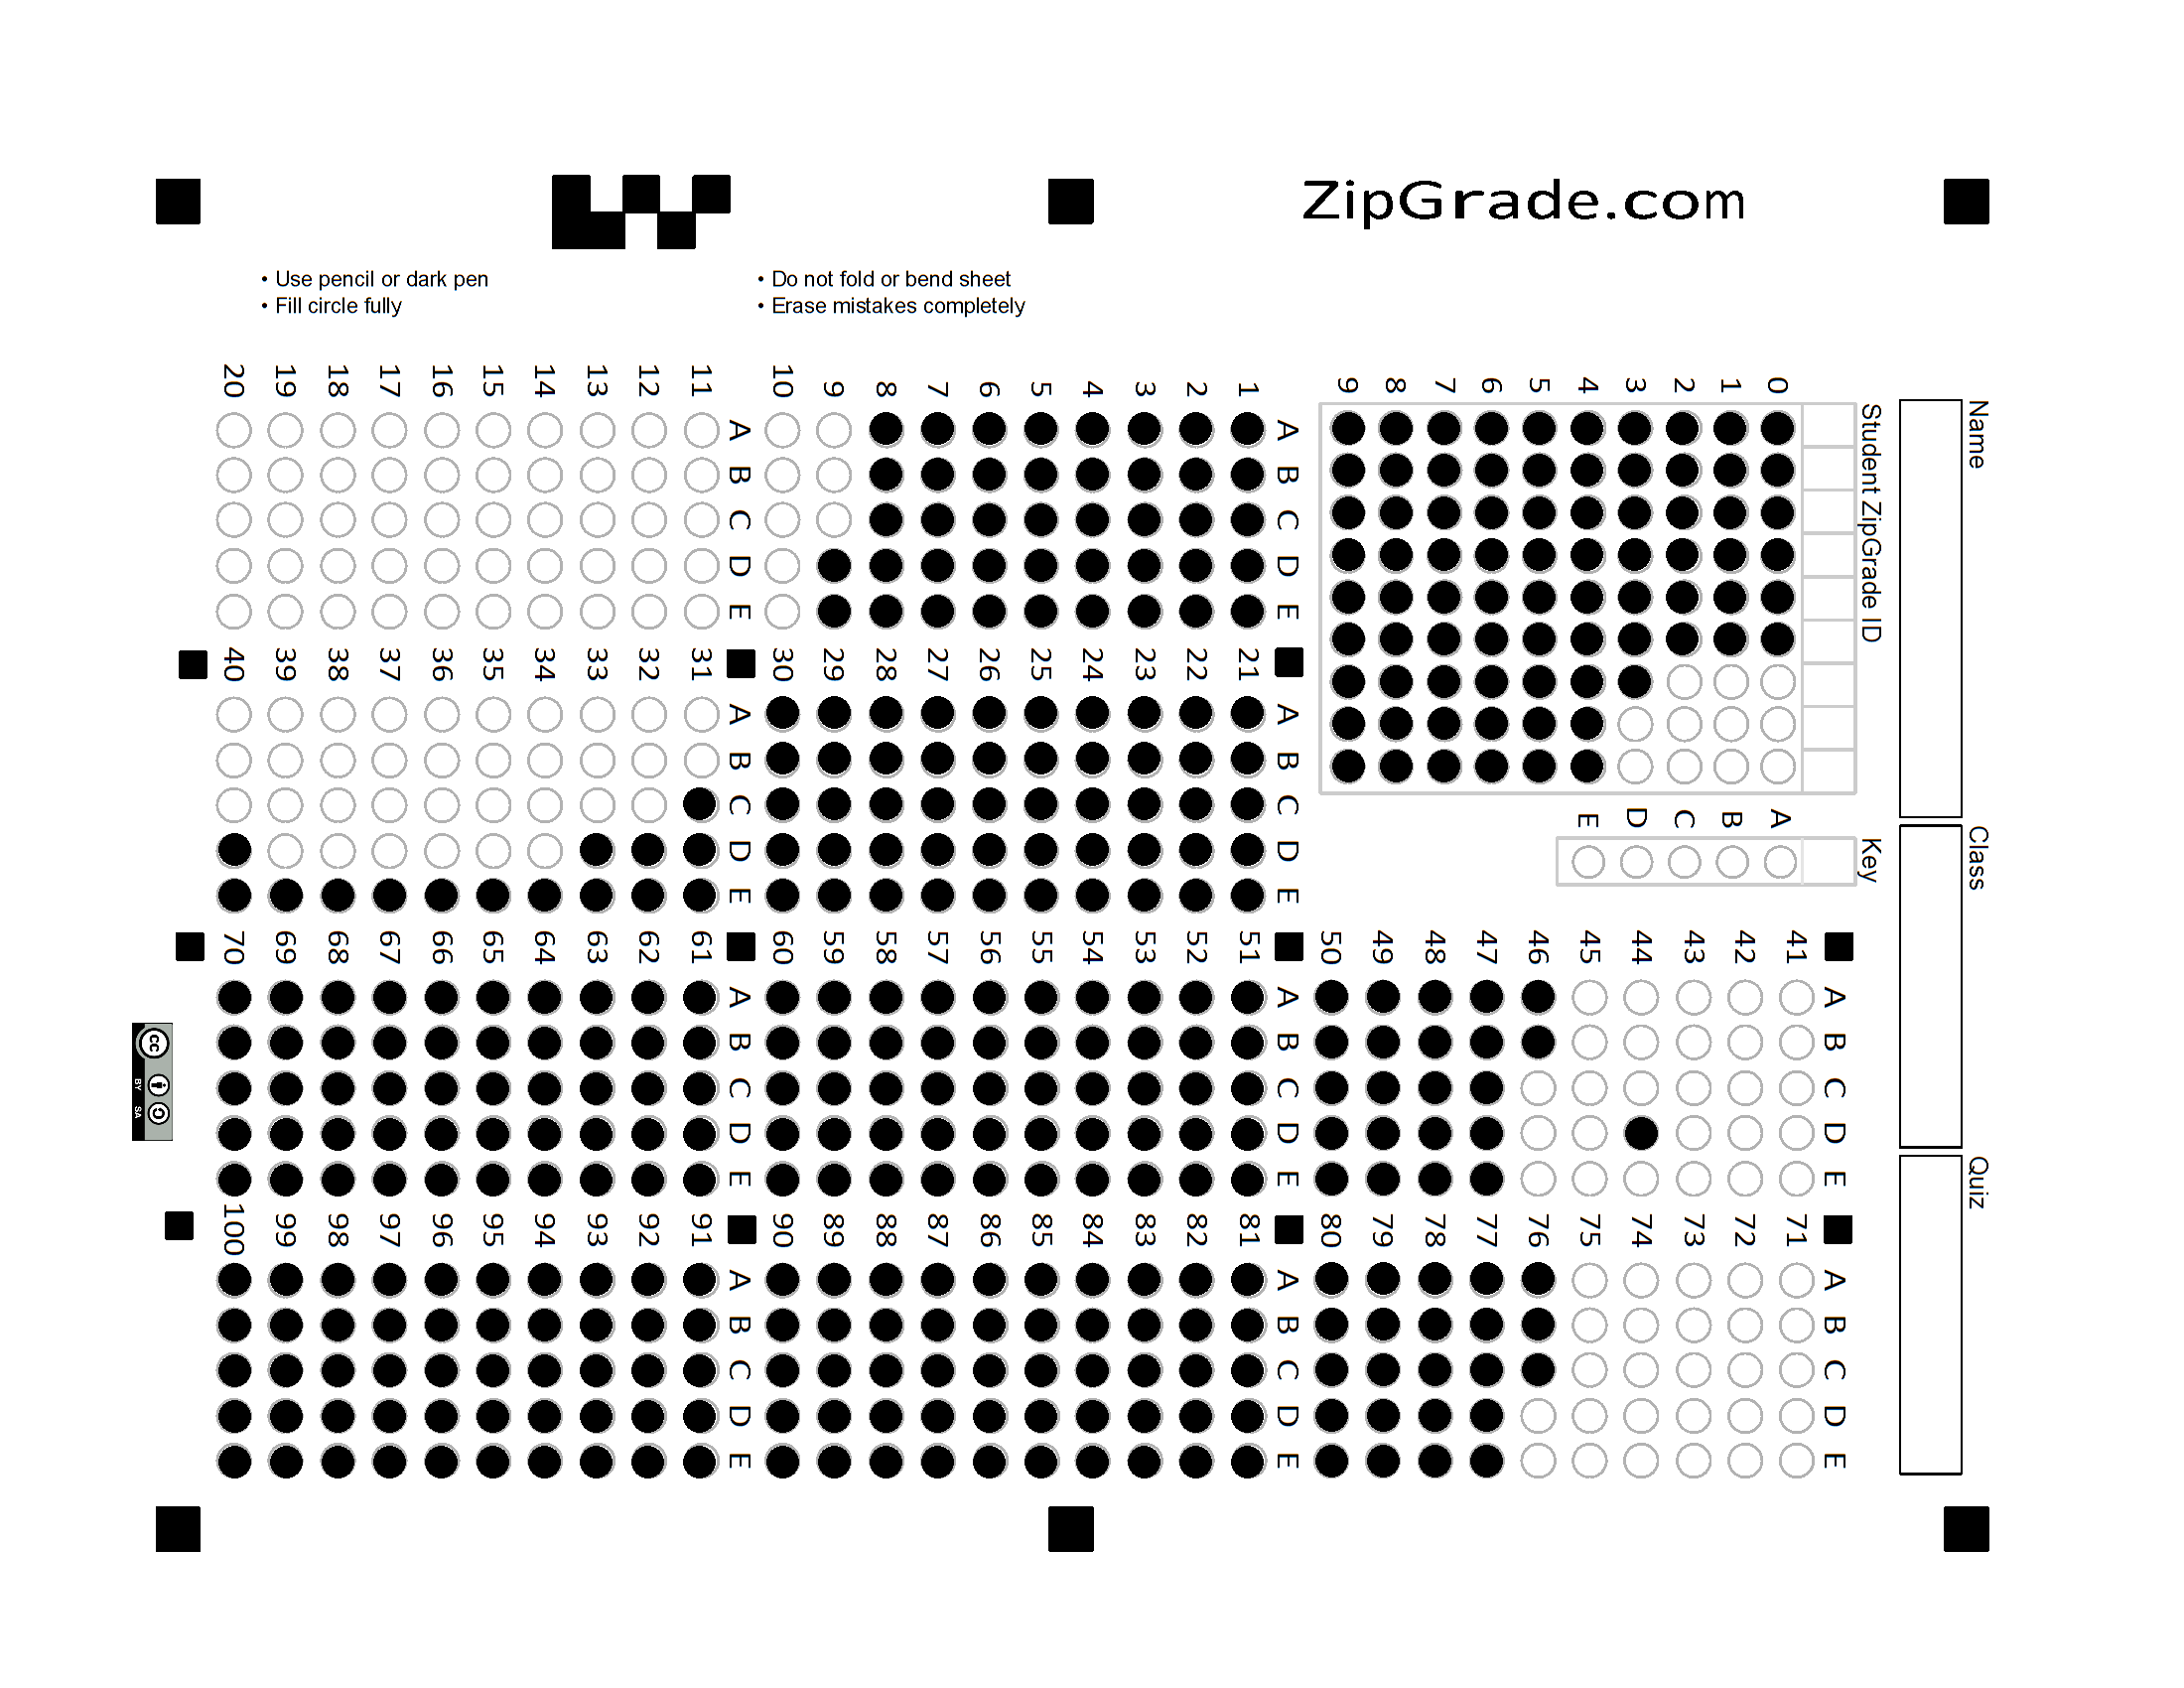 ZipGrade.com
• Use pencil or dark pen
• Fill circle fully
• Do not fold or bend sheet
• Erase mistakes completely
Name
Class
Quiz
Student ZipGrade ID
0 1 2 3 4 5 6 7 8 9
Key
A B C D E
A B C D E
1 2 3 4 5 6 7 8 9 10
A B C D E
11 12 13 14 15 16 17 18 19 20
A B C D E
21 22 23 24 25 26 27 28 29 30
A B C D E
31 32 33 34 35 36 37 38 39 40
A B C D E
41 42 43 44 45 46 47 48 49 50
A B C D E
51 52 53 54 55 56 57 58 59 60
A B C D E
61 62 63 64 65 66 67 68 69 70
A B C D E
71 72 73 74 75 76 77 78 79 80
A B C D E
81 82 83 84 85 86 87 88 89 90
A B C D E
91 92 93 94 95 96 97 98 99 100
cc
BY SA